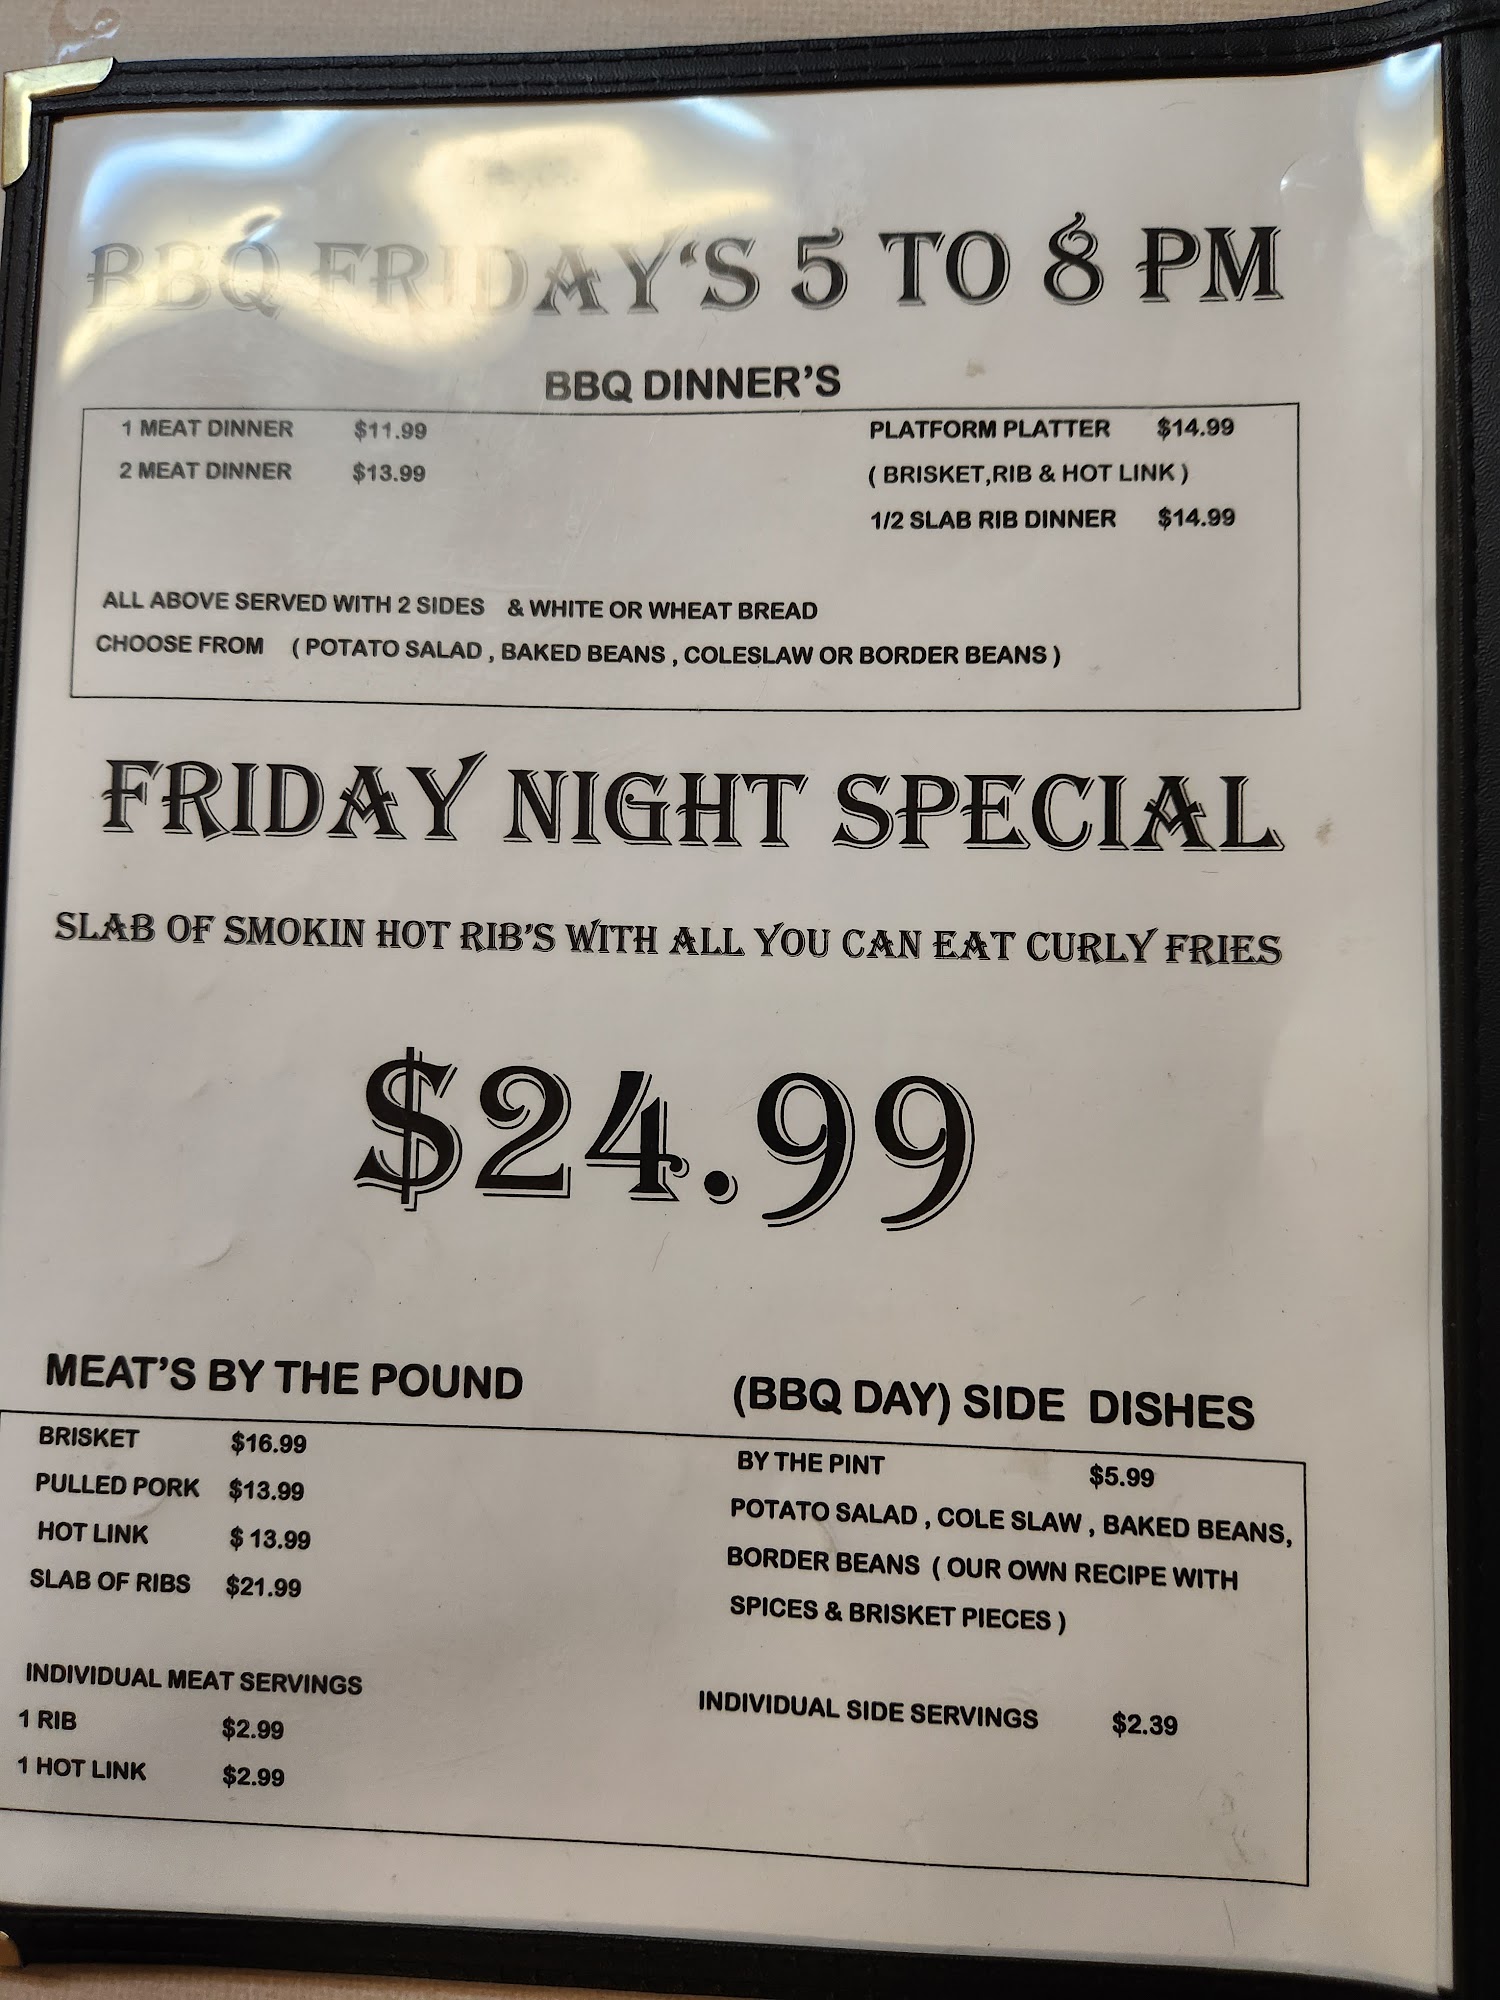 BBQ FRIDAY'S 5 TO 8 PM
BBQ DINNER'S
1 MEAT DINNER $11.99
2 MEAT DINNER $13.99
PLATFORM PLATTER $14.99
( BRISKET,RIB & HOT LINK )
1/2 SLAB RIB DINNER $14.99
ALL ABOVE SERVED WITH 2 SIDES & WHITE OR WHEAT BREAD
CHOOSE FROM ( POTATO SALAD , BAKED BEANS , COLESLAW OR BORDER BEANS )
FRIDAY NIGHT SPECIAL
SLAB OF SMOKIN HOT RIB'S WITH ALL YOU CAN EAT CURLY FRIES
$24.99
MEAT'S BY THE POUND
BRISKET $16.99
PULLED PORK $13.99
HOT LINK $ 13.99
SLAB OF RIBS $21.99
INDIVIDUAL MEAT SERVINGS
1 RIB $2.99
1 HOT LINK $2.99
(BBQ DAY) SIDE DISHES
BY THE PINT $5.99
POTATO SALAD , COLE SLAW , BAKED BEANS,
BORDER BEANS ( OUR OWN RECIPE WITH
SPICES & BRISKET PIECES )
INDIVIDUAL SIDE SERVINGS $2.39